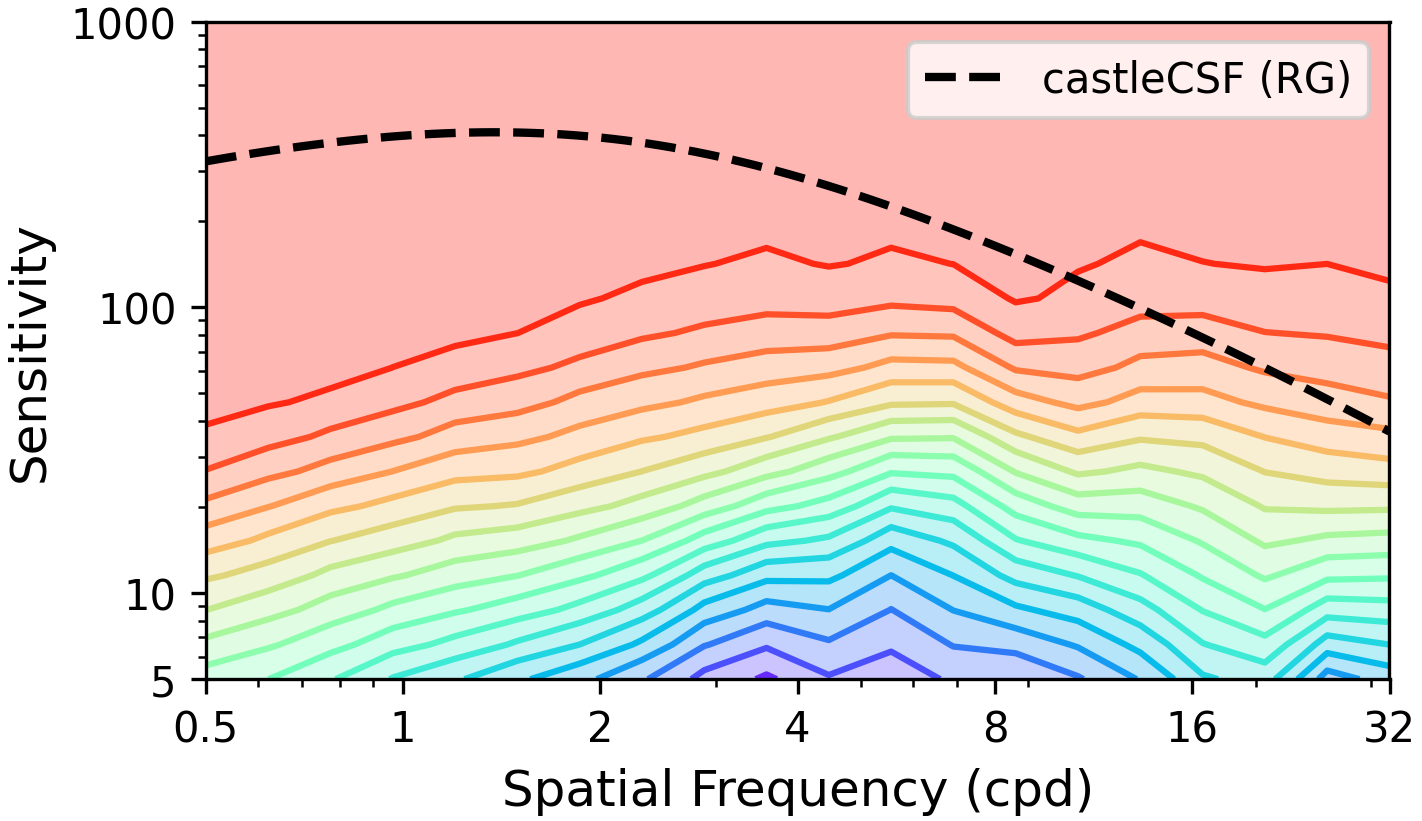 1000
100
10
5
Sensitivity
castleCSF (RG)
0.5 1 2 4 8 16 32
Spatial Frequency (cpd)